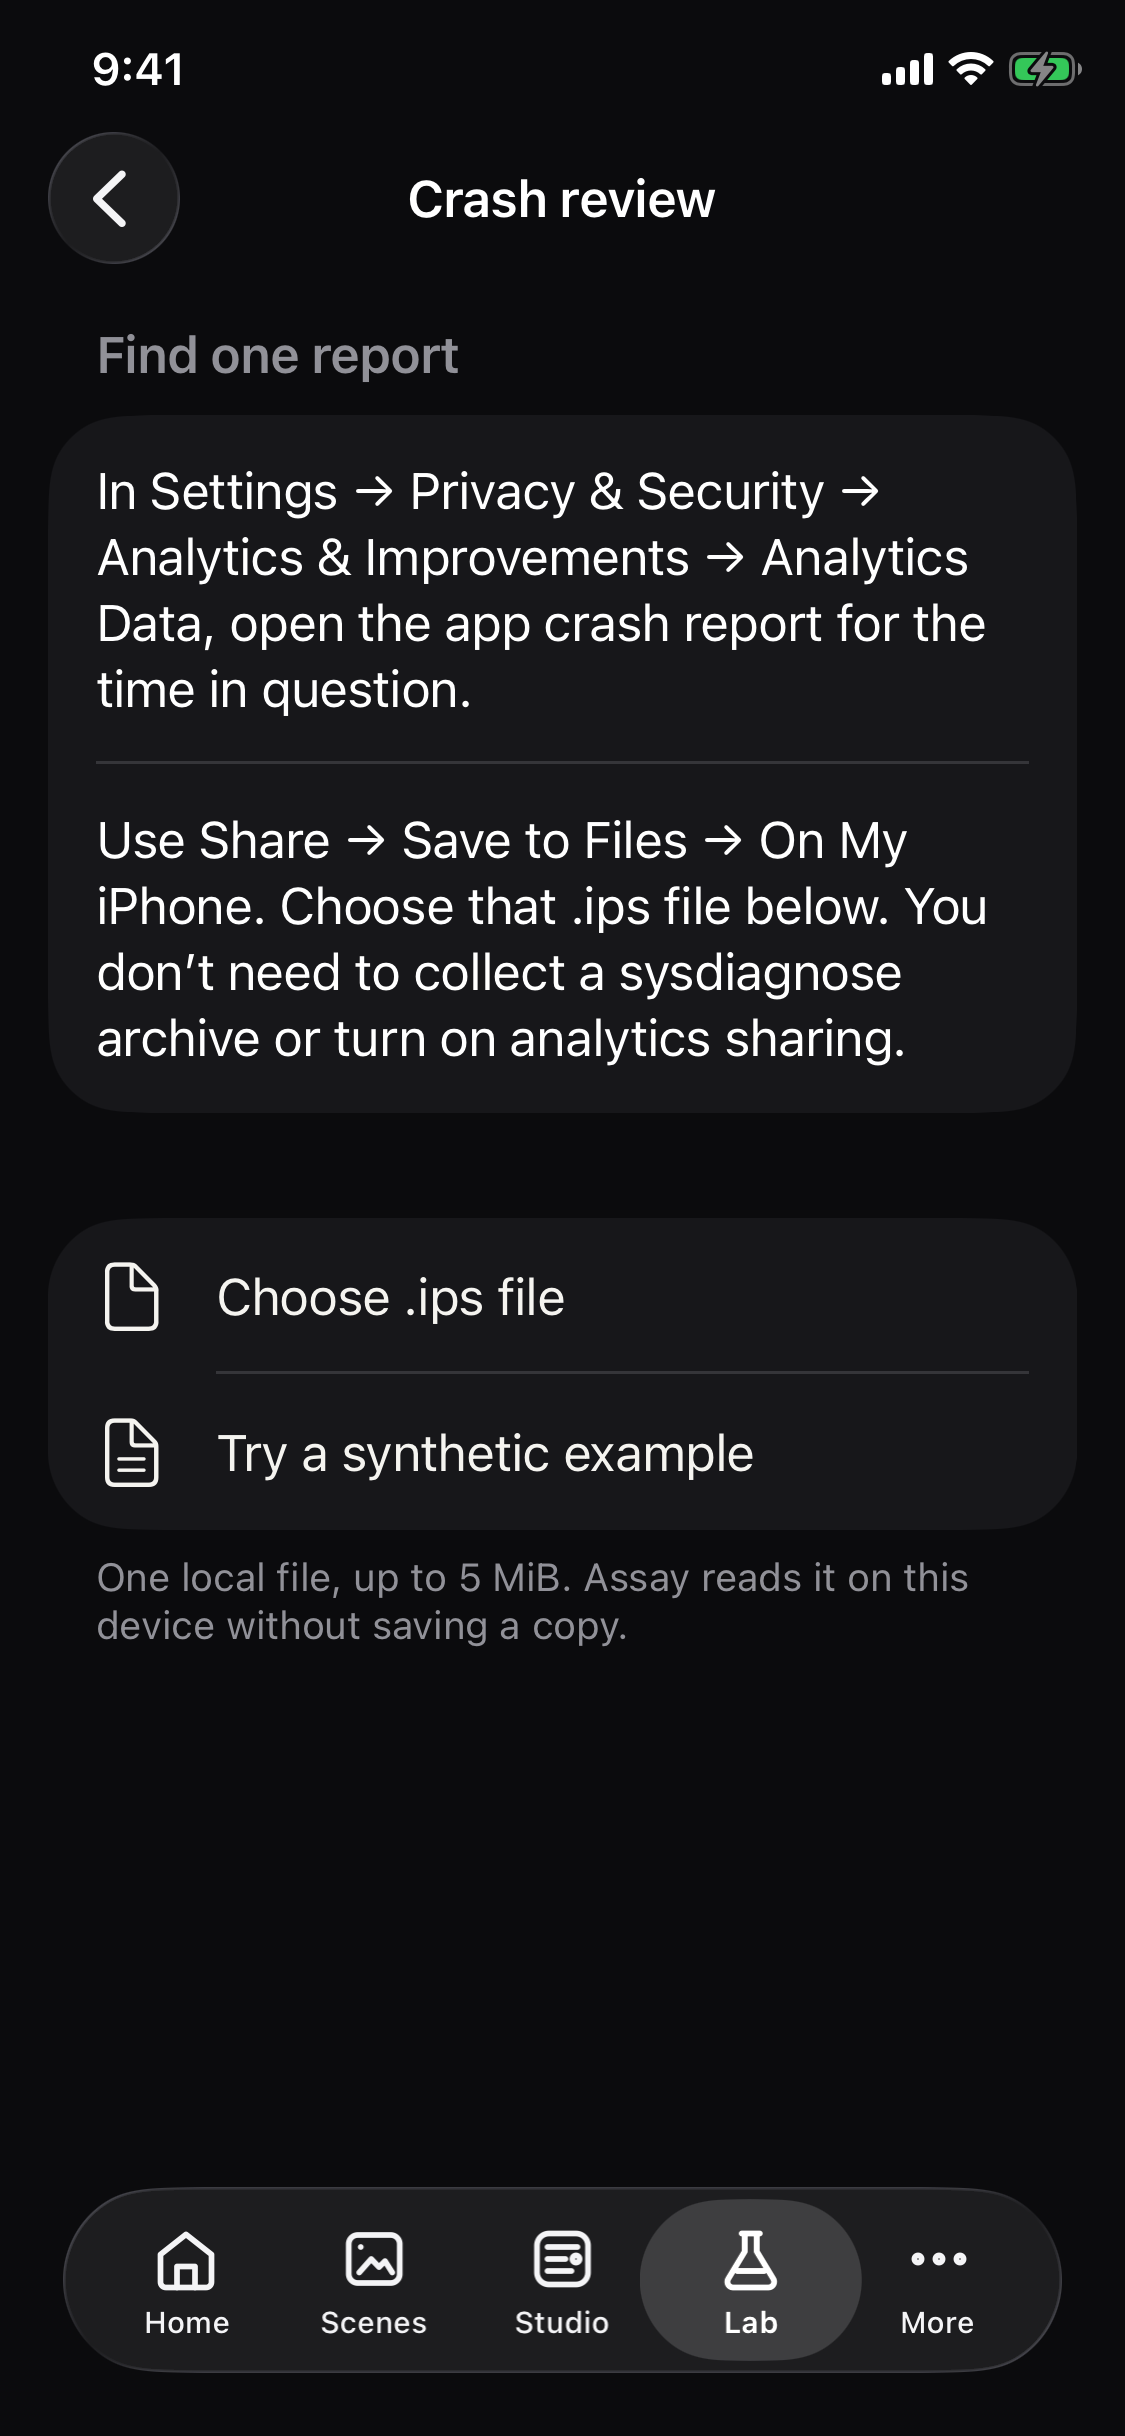 9:41
Crash review
Find one report
In Settings → Privacy & Security →
Analytics & Improvements → Analytics
Data, open the app crash report for the
time in question.
Use Share → Save to Files → On My
iPhone. Choose that .ips file below. You
don’t need to collect a sysdiagnose
archive or turn on analytics sharing.
Choose .ips file
Try a synthetic example
One local file, up to 5 MiB. Assay reads it on this
device without saving a copy.
Home
Scenes
Studio
Lab
More